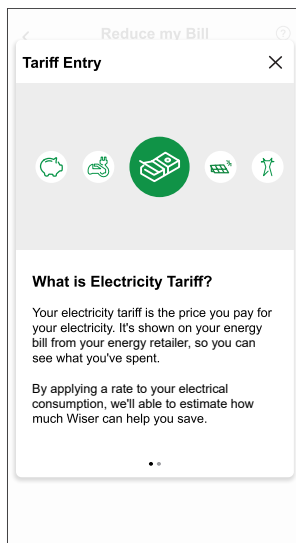 Reduce my Bill
Tariff Entry
What is Electricity Tariff?
Your electricity tariff is the price you pay for
your electricity. It's shown on your energy
bill from your energy retailer, so you can
see what you've spent.
By applying a rate to your electrical
consumption, we'll able to estimate how
much Wiser can help you save.